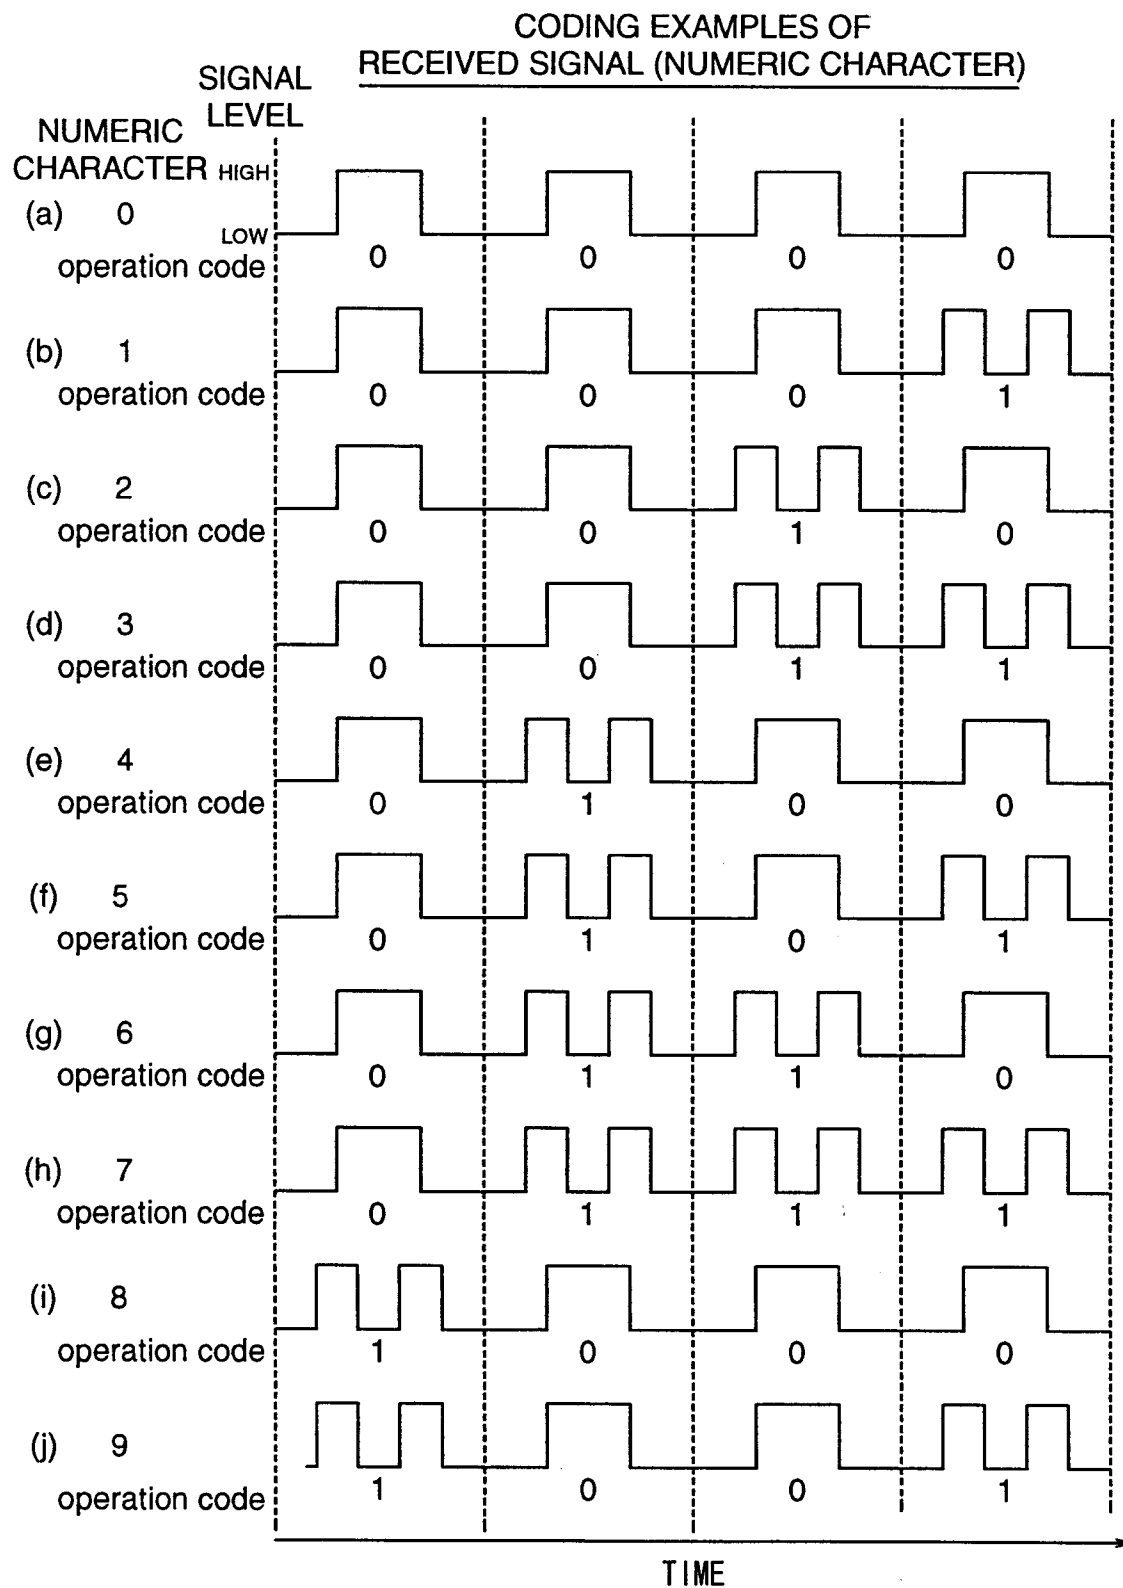 CODING EXAMPLES OF
RECEIVED SIGNAL (NUMERIC CHARACTER)
SIGNAL
LEVEL
NUMERIC
CHARACTER HIGH
(a) 0
LOW
operation code 0 0 0 0
(b) 1
operation code 0 0 0 1
(c) 2
operation code 0 0 1 0
(d) 3
operation code 0 0 1 1
(e) 4
operation code 0 1 0 0
(f) 5
operation code 0 1 0 1
(g) 6
operation code 0 1 1 0
(h) 7
operation code 0 1 1 1
(i) 8
operation code 1 0 0 0
(j) 9
operation code 1 0 0 1
TIME